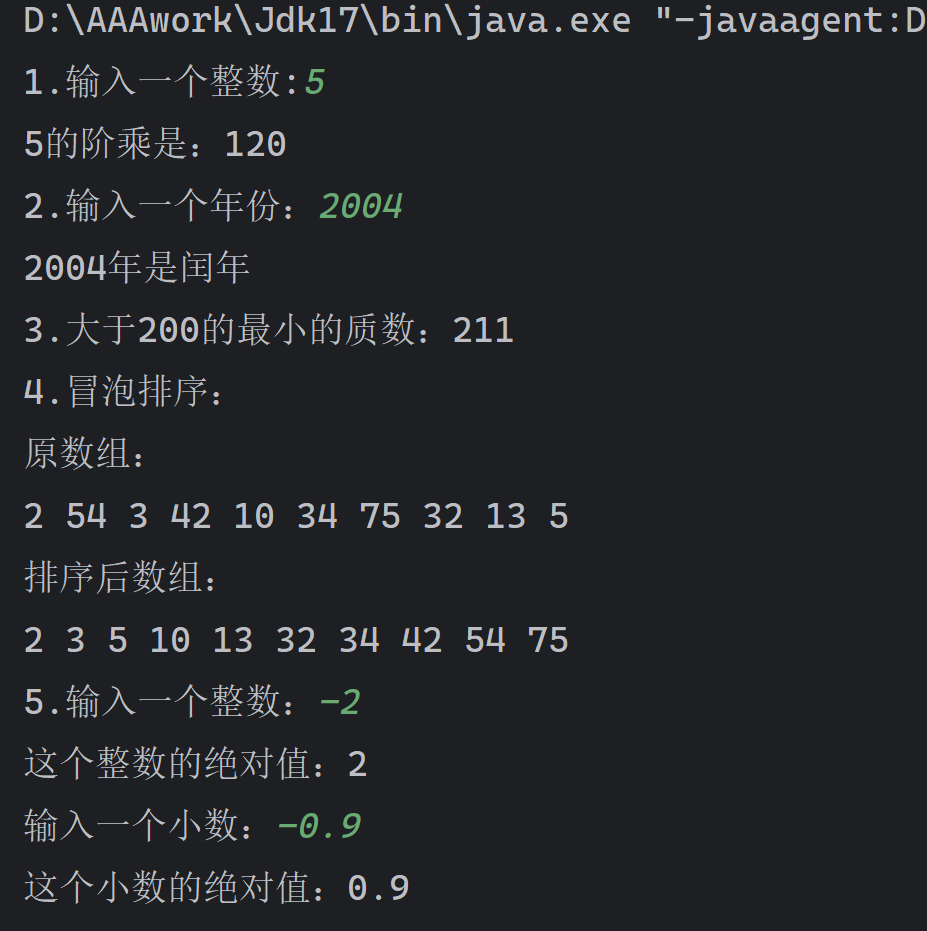 D:\AAAwork\Jdk17\bin\java.exe "-javaagent:D
1.输入一个整数:5
5的阶乘是：120
2.输入一个年份：2004
2004年是闰年
3.大于200的最小的质数：211
4.冒泡排序：
原数组：
2 54 3 42 10 34 75 32 13 5
排序后数组：
2 3 5 10 13 32 34 42 54 75
5.输入一个整数：-2
这个整数的绝对值：2
输入一个小数：-0.9
这个小数的绝对值：0.9